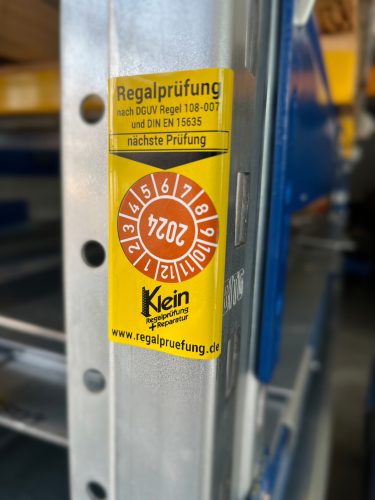 Regalprüfung
nach DGUV Regel 108-007
und DIN EN 15635
nächste Prüfung
1 2 3 4 5 6 7 8 9 10 11 12
2024
Klein
Regalprüfung
+Reparatur
www.regalpruefung.de